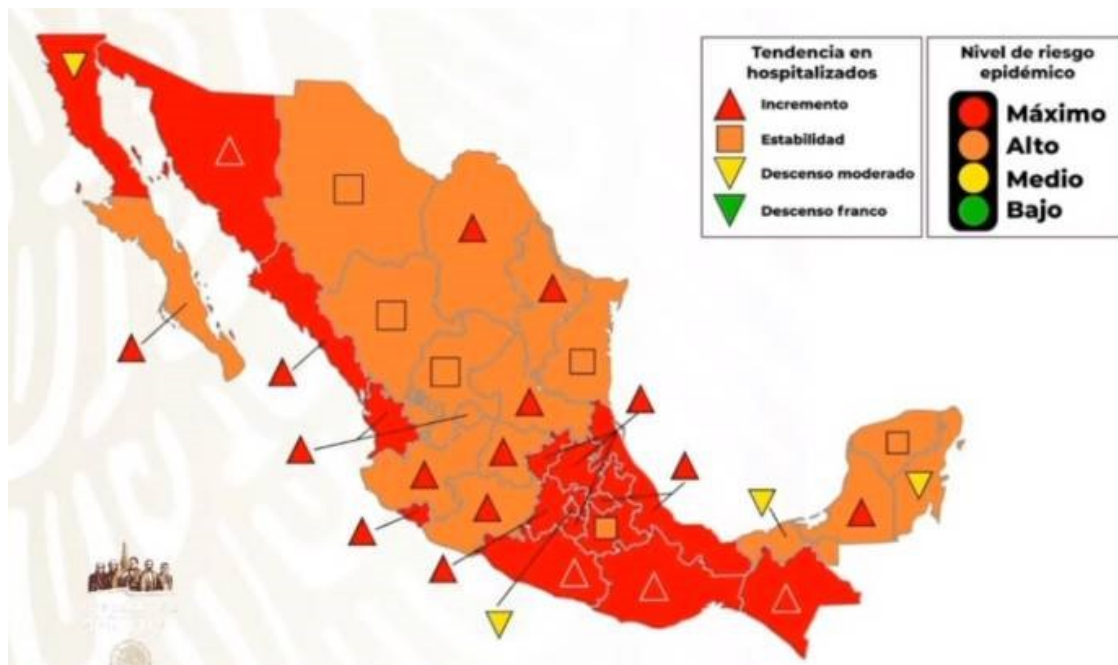 Tendencia en
hospitalizados
Incremento
Estabilidad
Descenso moderado
Descenso franco
Nivel de riesgo
epidémico
Máximo
Alto
Medio
Bajo